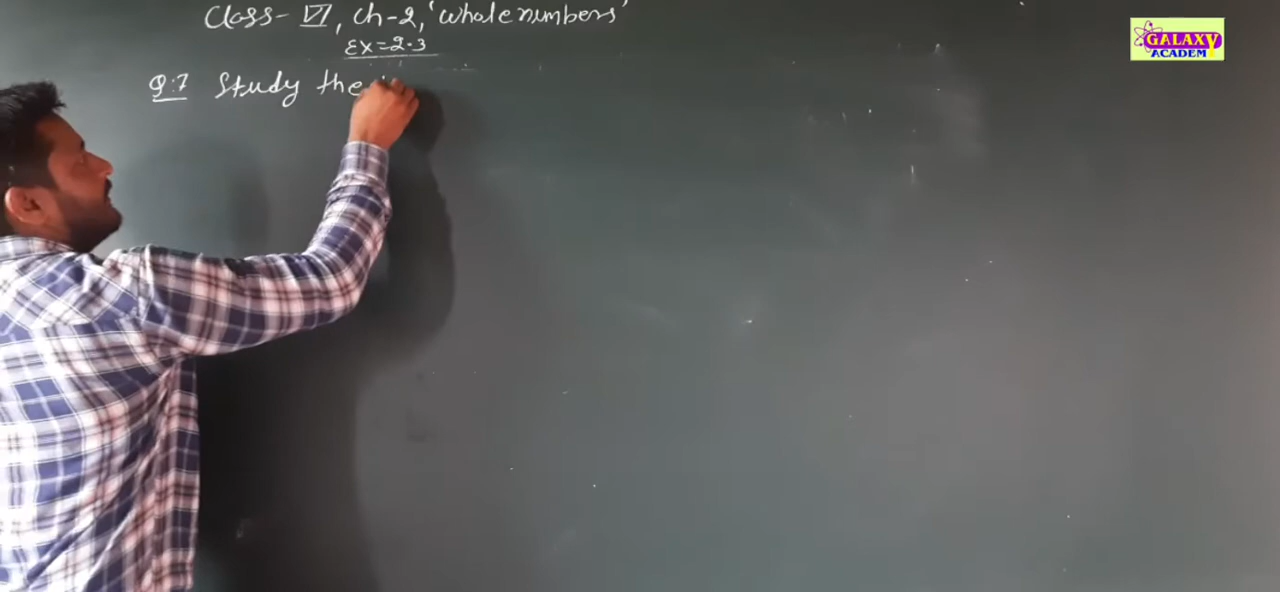 Class- VI, ch-2, 'whole numbers'
Ex=2.3
Q:7 Study the
GALAXY
ACADEM